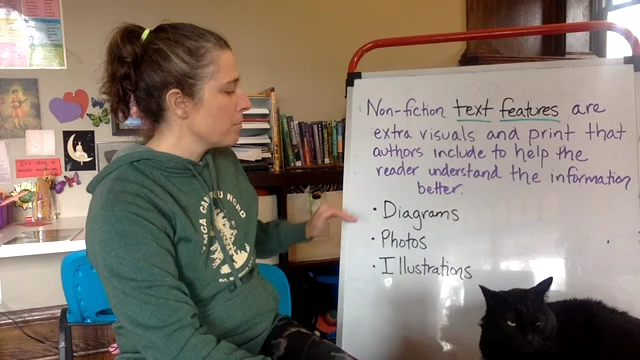 Non-fiction text features are
extra visuals and print that
authors include to help the
reader understand the information
better.
• Diagrams
• Photos
• Illustrations